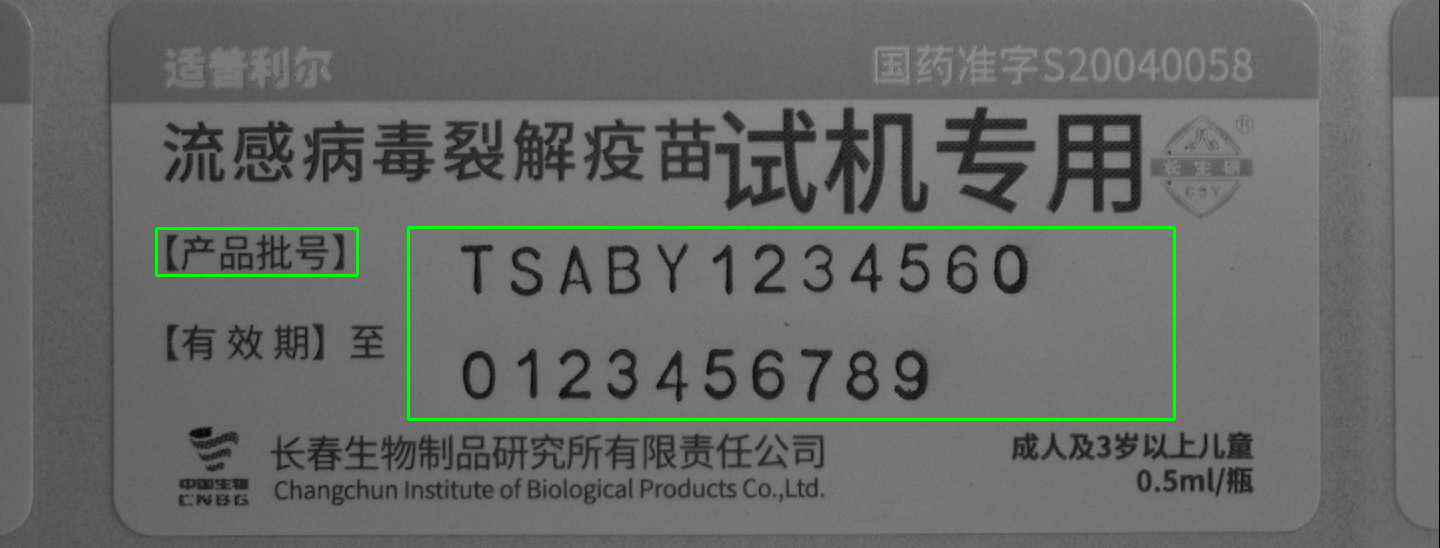 适普利尔 国药准字S20040058
流感病毒裂解疫苗试机专用 ®
长生研
CSY
【产品批号】 TSABY1234560
【有效期】至 0123456789
长春生物制品研究所有限责任公司 成人及3岁以上儿童
中国生物
CNBG Changchun Institute of Biological Products Co.,Ltd. 0.5ml/瓶